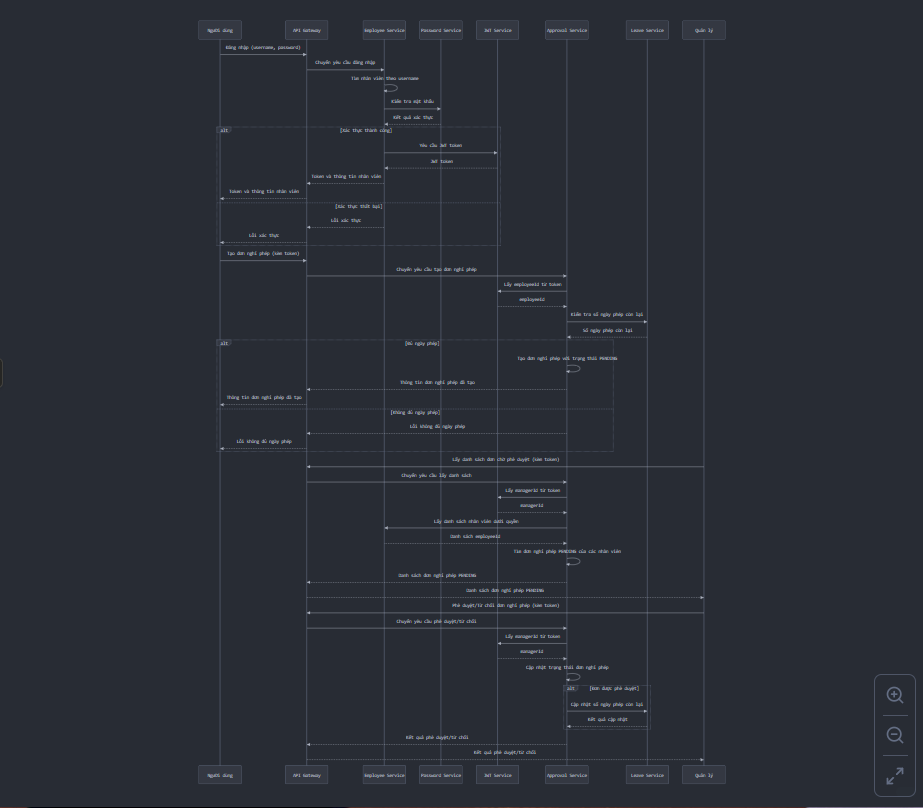 Người dùng API Gateway Employee Service Password Service JWT Service Approval Service Leave Service Quản lý
Đăng nhập (username, password)
Chuyển yêu cầu đăng nhập
Tìm nhân viên theo username
Kiểm tra mật khẩu
Kết quả xác thực
alt [Xác thực thành công]
Yêu cầu JWT token
JWT token
Token và thông tin nhân viên
Token và thông tin nhân viên
[Xác thực thất bại]
Lỗi xác thực
Lỗi xác thực
Tạo đơn nghỉ phép (kèm token)
Chuyển yêu cầu tạo đơn nghỉ phép
Lấy employeeId từ token
employeeId
Kiểm tra số ngày phép còn lại
Số ngày phép còn lại
alt [Đủ ngày phép]
Tạo đơn nghỉ phép với trạng thái PENDING
Thông tin đơn nghỉ phép đã tạo
Thông tin đơn nghỉ phép đã tạo
[Không đủ ngày phép]
Lỗi không đủ ngày phép
Lỗi không đủ ngày phép
Lấy danh sách đơn chờ phê duyệt (kèm token)
Chuyển yêu cầu lấy danh sách
Lấy managerId từ token
managerId
Lấy danh sách nhân viên dưới quyền
Danh sách employeeId
Tìm đơn nghỉ phép PENDING của các nhân viên
Danh sách đơn nghỉ phép PENDING
Danh sách đơn nghỉ phép PENDING
Phê duyệt/Từ chối đơn nghỉ phép (kèm token)
Chuyển yêu cầu phê duyệt/từ chối
Lấy managerId từ token
managerId
Cập nhật trạng thái đơn nghỉ phép
alt [Đơn được phê duyệt]
Cập nhật số ngày phép còn lại
Kết quả cập nhật
Kết quả phê duyệt/từ chối
Kết quả phê duyệt/từ chối
Người dùng API Gateway Employee Service Password Service JWT Service Approval Service Leave Service Quản lý